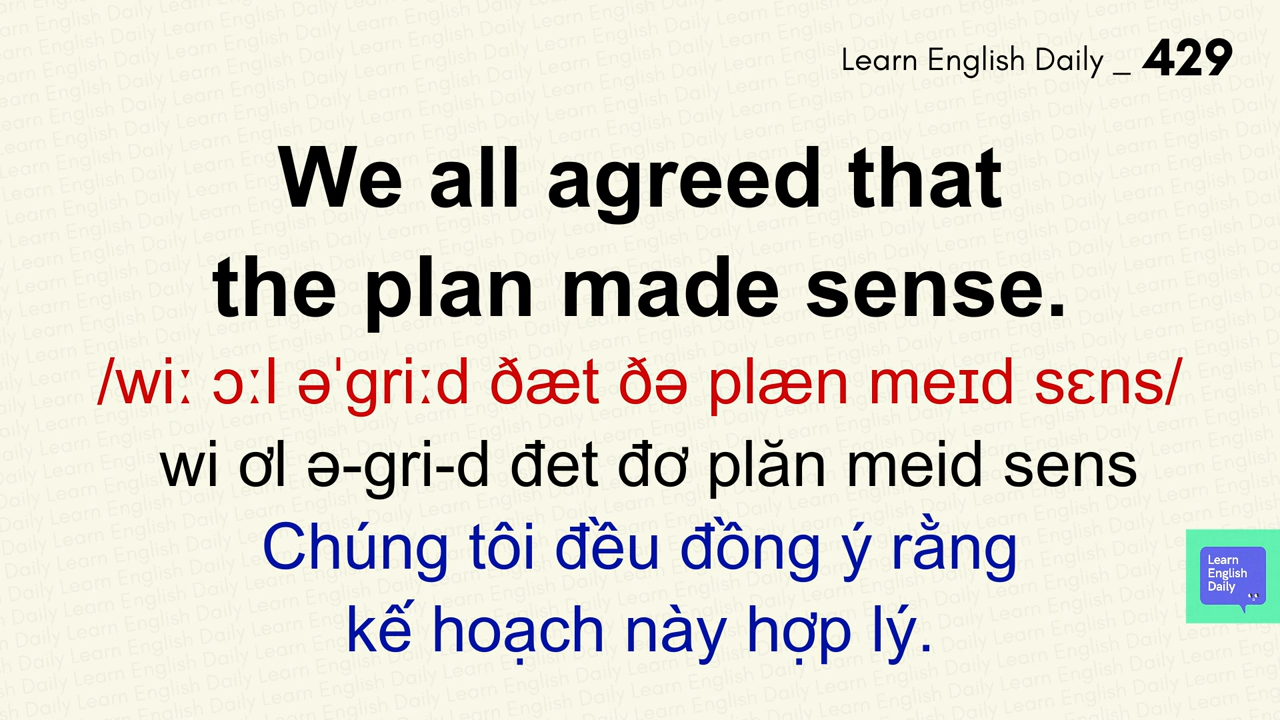 Learn English Daily _ 429
We all agreed that
the plan made sense.
/wiː ɔːl əˈɡriːd ðæt ðə plæn meɪd sɛns/
wi ơl ə-gri-d đet đơ plăn meid sens
Chúng tôi đều đồng ý rằng
kế hoạch này hợp lý.
Learn
English
Daily